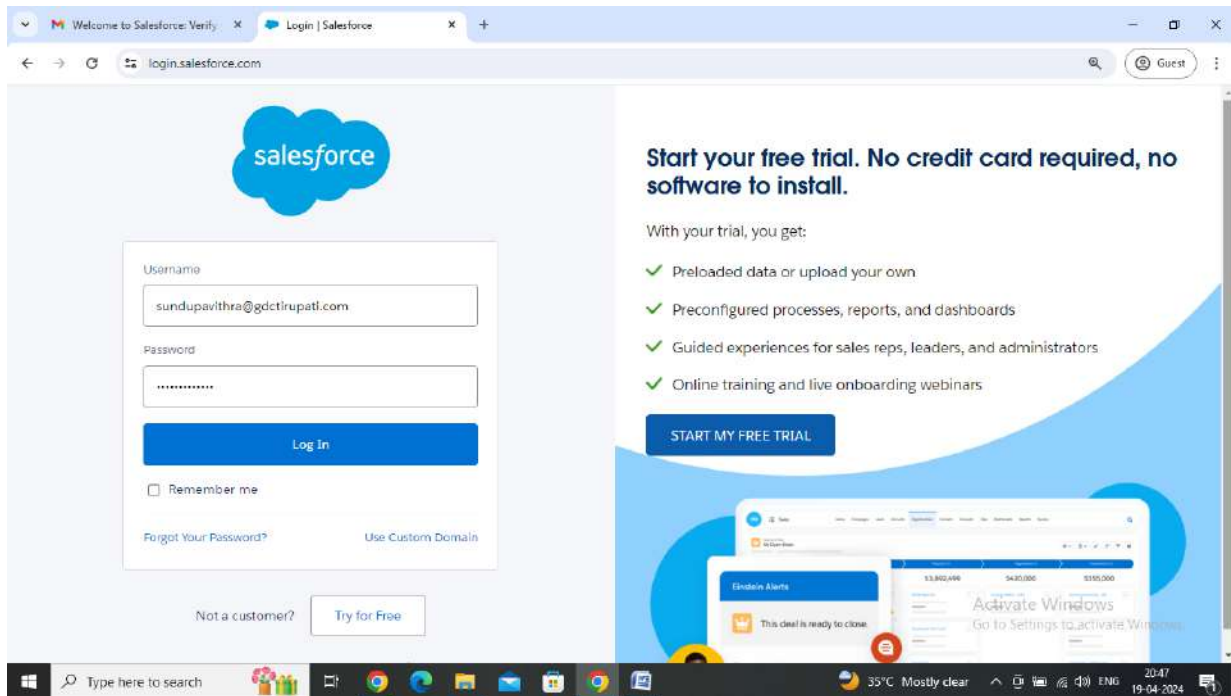 Welcome to Salesforce: Verify
Login | Salesforce
login.salesforce.com
Guest
salesforce
Username
sundupavithra@gdctirupati.com
Password
Log In
Remember me
Forgot Your Password?
Use Custom Domain
Not a customer?
Try for Free
Start your free trial. No credit card required, no
software to install.
With your trial, you get:
Preloaded data or upload your own
Preconfigured processes, reports, and dashboards
Guided experiences for sales reps, leaders, and administrators
Online training and live onboarding webinars
START MY FREE TRIAL
Einstein Alerts
This deal is ready to close.
Activate Windows
Go to Settings to activate Windows.
Type here to search
35°C Mostly clear
ENG
20:47
19-04-2024